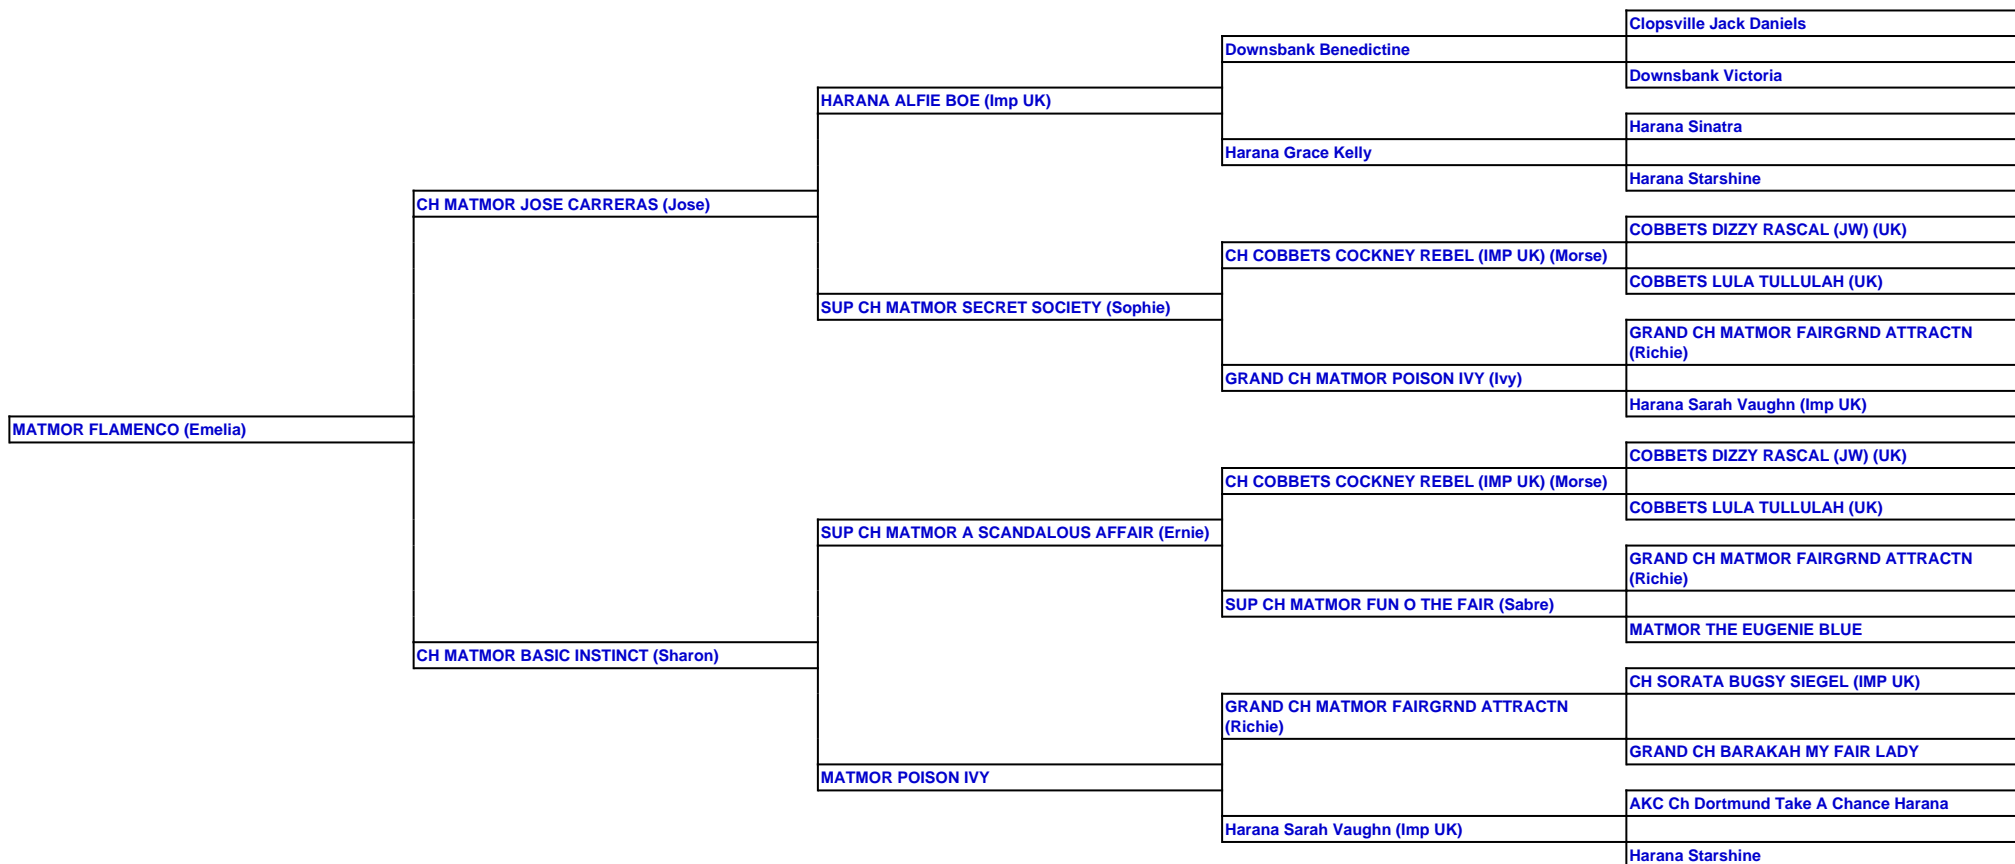 Clopsville Jack Daniels
Downsbank Benedictine
Downsbank Victoria
HARANA ALFIE BOE (Imp UK)
Harana Sinatra
Harana Grace Kelly
Harana Starshine
CH MATMOR JOSE CARRERAS (Jose)
COBBETS DIZZY RASCAL (JW) (UK)
CH COBBETS COCKNEY REBEL (IMP UK) (Morse)
COBBETS LULA TULLULAH (UK)
SUP CH MATMOR SECRET SOCIETY (Sophie)
GRAND CH MATMOR FAIRGRND ATTRACTN
(Richie)
GRAND CH MATMOR POISON IVY (Ivy)
Harana Sarah Vaughn (Imp UK)
MATMOR FLAMENCO (Emelia)
COBBETS DIZZY RASCAL (JW) (UK)
CH COBBETS COCKNEY REBEL (IMP UK) (Morse)
COBBETS LULA TULLULAH (UK)
SUP CH MATMOR A SCANDALOUS AFFAIR (Ernie)
GRAND CH MATMOR FAIRGRND ATTRACTN
(Richie)
SUP CH MATMOR FUN O THE FAIR (Sabre)
MATMOR THE EUGENIE BLUE
CH MATMOR BASIC INSTINCT (Sharon)
CH SORATA BUGSY SIEGEL (IMP UK)
GRAND CH MATMOR FAIRGRND ATTRACTN
(Richie)
GRAND CH BARAKAH MY FAIR LADY
MATMOR POISON IVY
AKC Ch Dortmund Take A Chance Harana
Harana Sarah Vaughn (Imp UK)
Harana Starshine